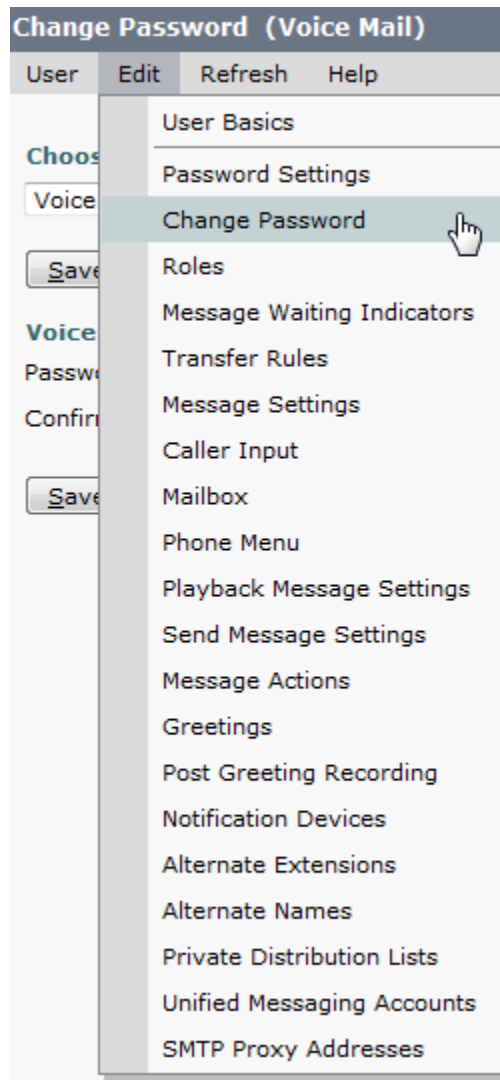 Change Password (Voice Mail)
User Edit Refresh Help
User Basics
Choos
Password Settings
Voice
Change Password
Save
Roles
Message Waiting Indicators
Voice
Transfer Rules
Passwo
Message Settings
Confir
Caller Input
Save
Mailbox
Phone Menu
Playback Message Settings
Send Message Settings
Message Actions
Greetings
Post Greeting Recording
Notification Devices
Alternate Extensions
Alternate Names
Private Distribution Lists
Unified Messaging Accounts
SMTP Proxy Addresses